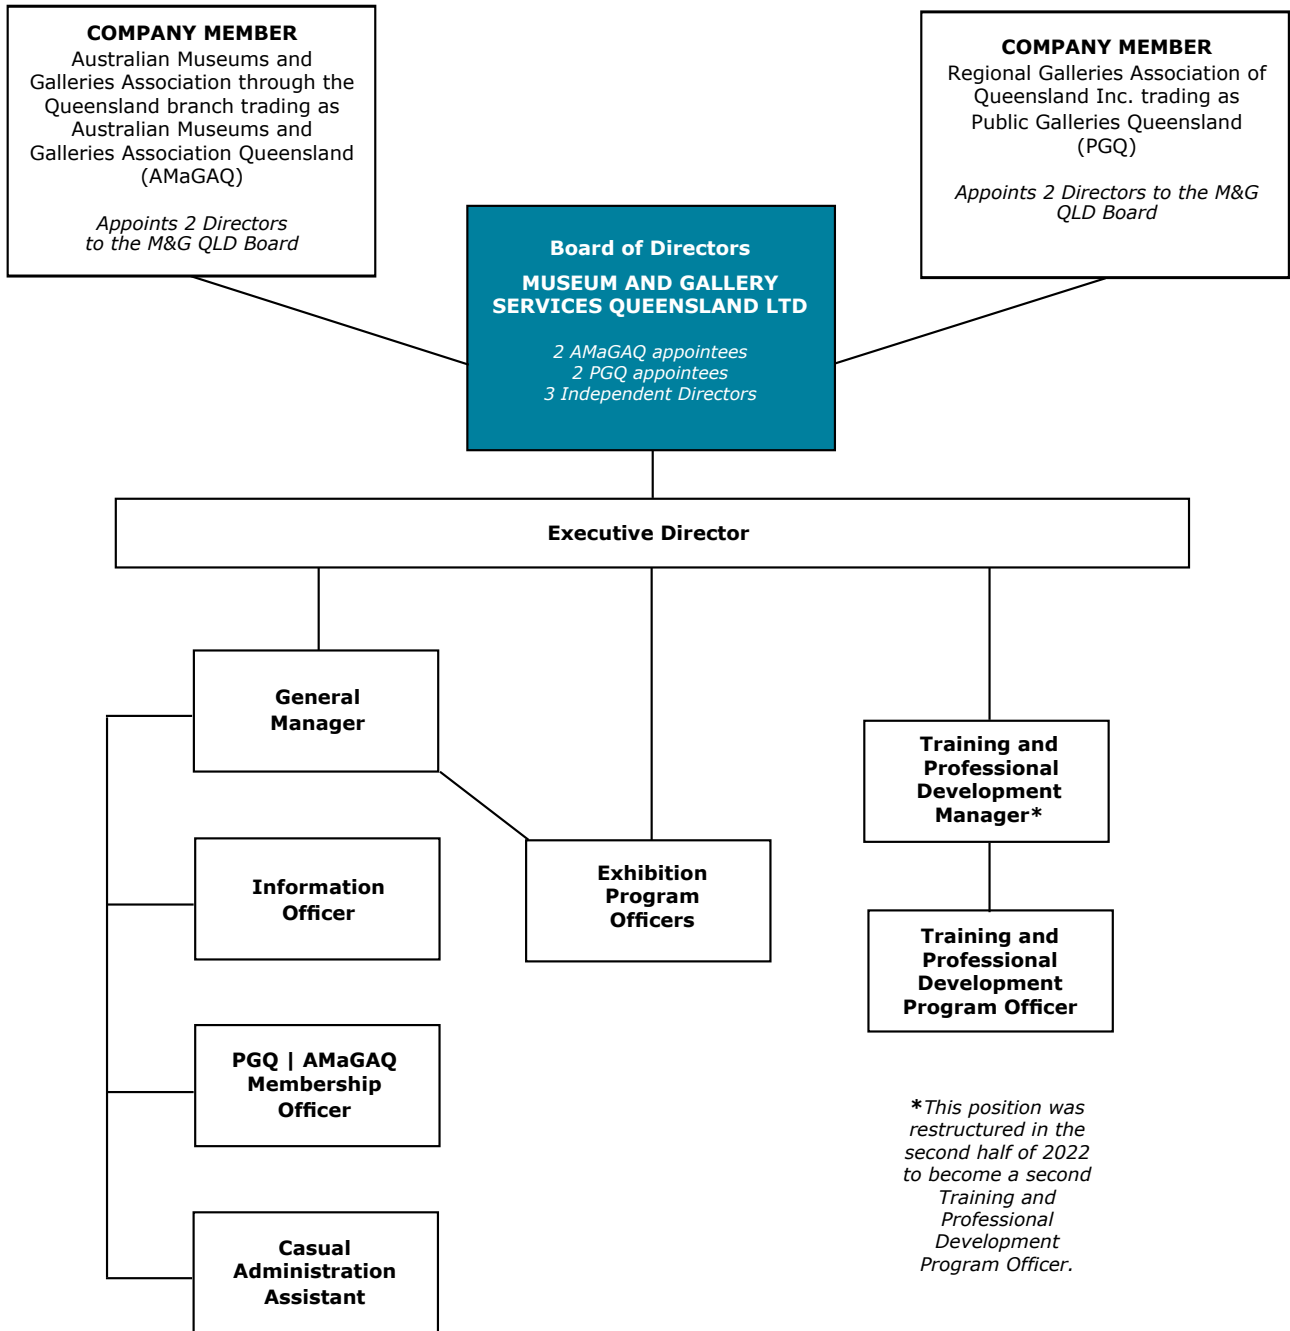 COMPANY MEMBER
Australian Museums and
Galleries Association through the
Queensland branch trading as
Australian Museums and
Galleries Association Queensland
(AMaGAQ)
Appoints 2 Directors
to the M&G QLD Board
COMPANY MEMBER
Regional Galleries Association of
Queensland Inc. trading as
Public Galleries Queensland
(PGQ)
Appoints 2 Directors to the M&G
QLD Board
Board of Directors
MUSEUM AND GALLERY
SERVICES QUEENSLAND LTD
2 AMaGAQ appointees
2 PGQ appointees
3 Independent Directors
Executive Director
General
Manager
Information
Officer
PGQ | AMaGAQ
Membership
Officer
Casual
Administration
Assistant
Exhibition
Program
Officers
Training and
Professional
Development
Manager*
Training and
Professional
Development
Program Officer
*This position was
restructured in the
second half of 2022
to become a second
Training and
Professional
Development
Program Officer.